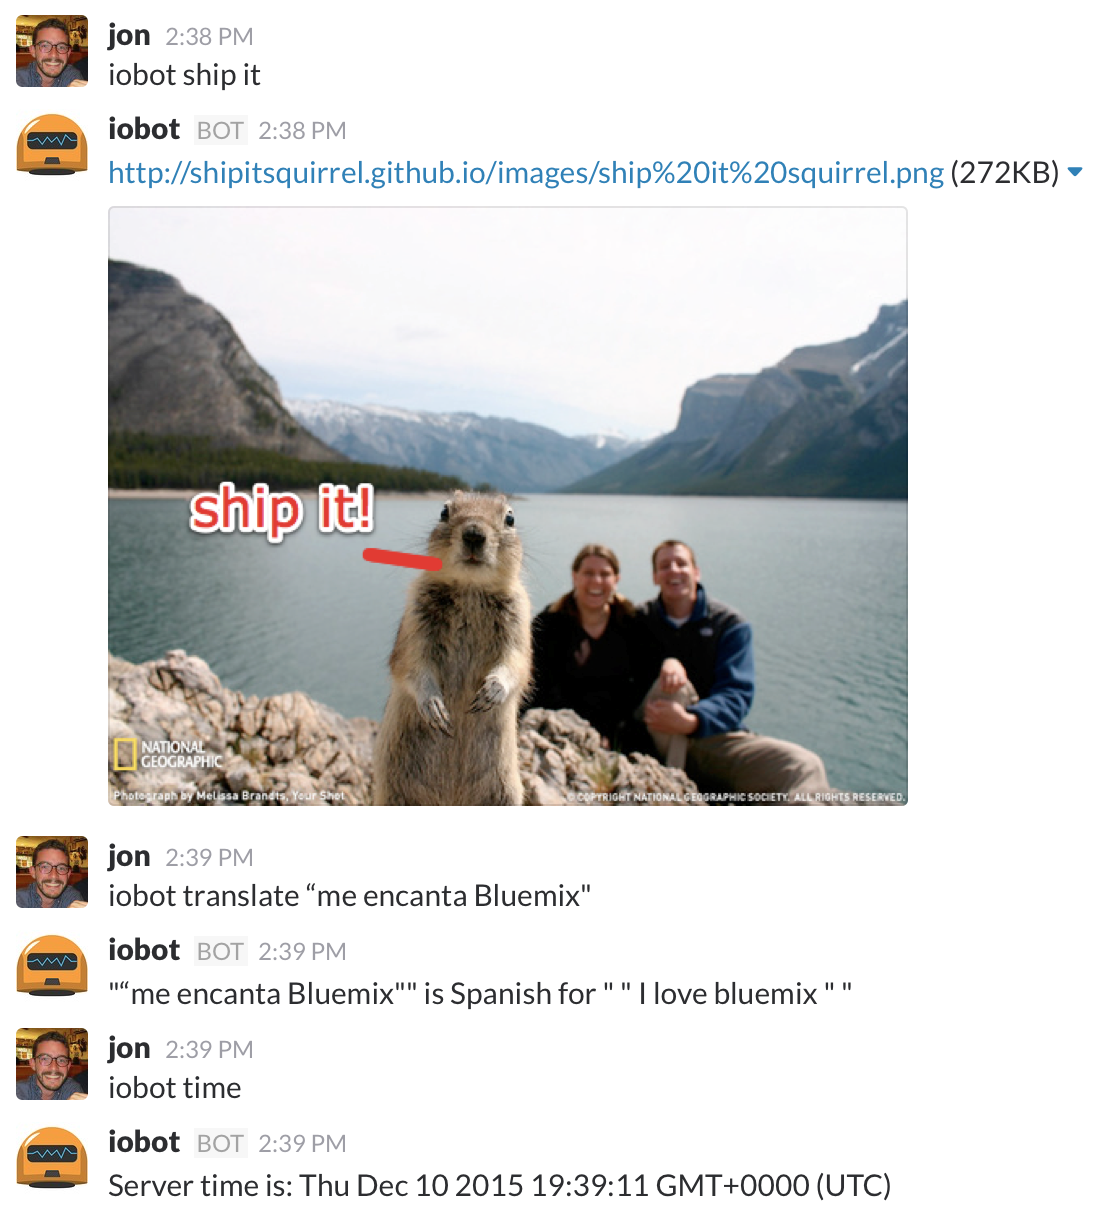 jon 2:38 PM
iobot ship it
iobot BOT 2:38 PM
http://shipitsquirrel.github.io/images/ship%20it%20squirrel.png (272KB)
ship it!
NATIONAL
GEOGRAPHIC
Photograph by Melissa Brandts, Your Shot
© COPYRIGHT NATIONAL GEOGRAPHIC SOCIETY. ALL RIGHTS RESERVED.
jon 2:39 PM
iobot translate “me encanta Bluemix"
iobot BOT 2:39 PM
"“me encanta Bluemix"" is Spanish for " " I love bluemix " "
jon 2:39 PM
iobot time
iobot BOT 2:39 PM
Server time is: Thu Dec 10 2015 19:39:11 GMT+0000 (UTC)